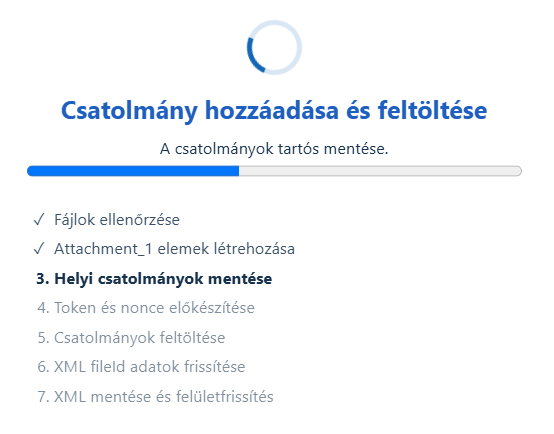 Csatolmány hozzáadása és feltöltése
A csatolmányok tartós mentése.
✓ Fájlok ellenőrzése
✓ Attachment_1 elemek létrehozása
3. Helyi csatolmányok mentése
4. Token és nonce előkészítése
5. Csatolmányok feltöltése
6. XML fileId adatok frissítése
7. XML mentése és felületfrissítés